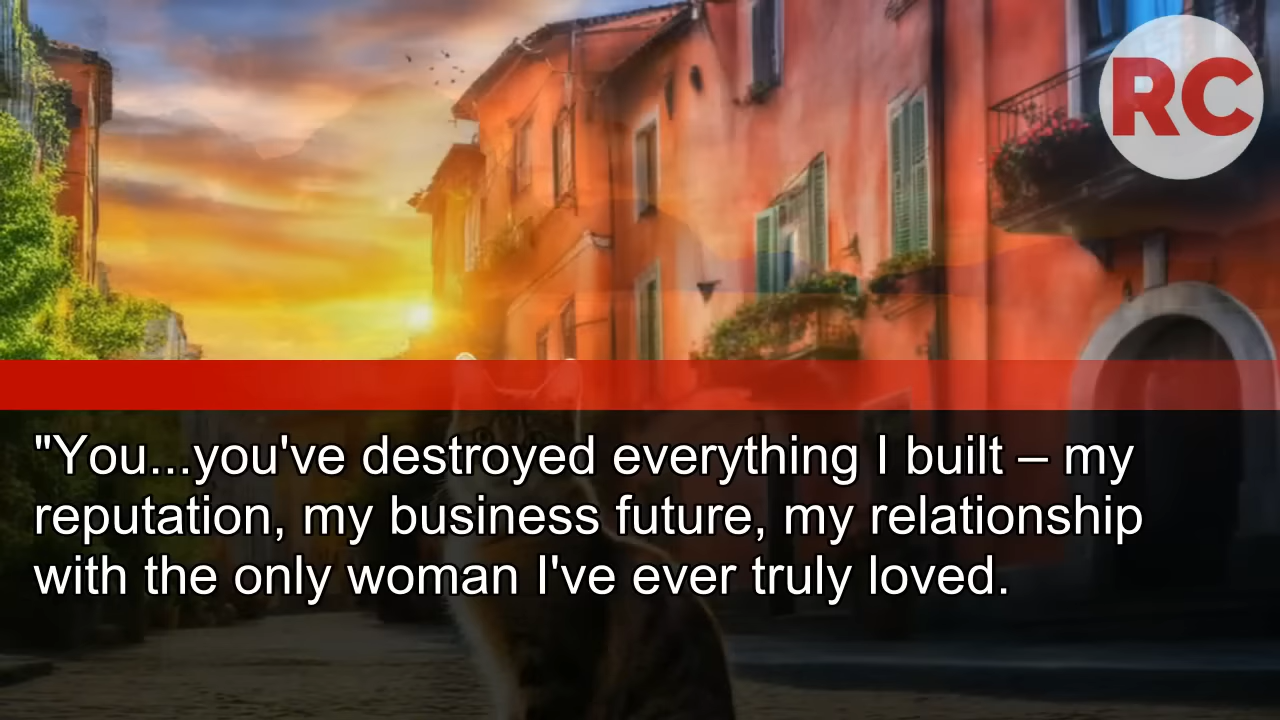 RC
"You...you've destroyed everything I built – my
reputation, my business future, my relationship
with the only woman I've ever truly loved.